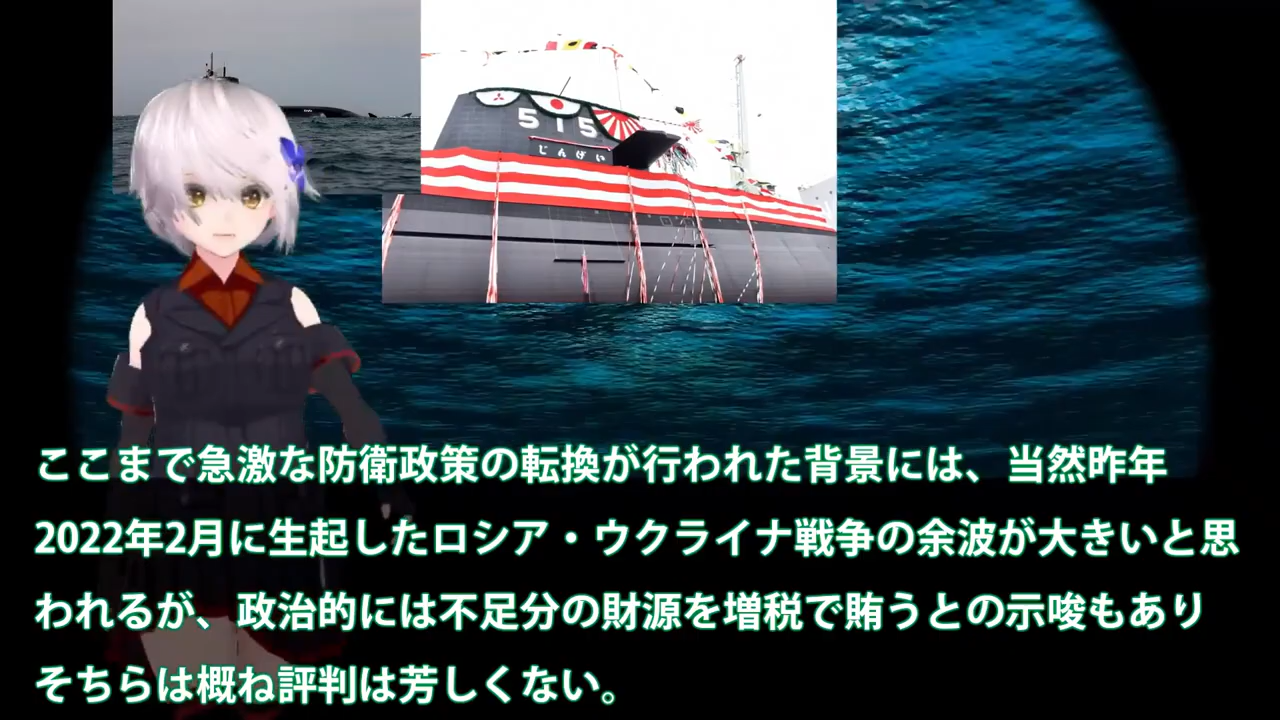 515
じんげい
ここまで急激な防衛政策の転換が行われた背景には、当然昨年
2022年2月に生起したロシア・ウクライナ戦争の余波が大きいと思
われるが、政治的には不足分の財源を増税で賄うとの示唆もあり
そちらは概ね評判は芳しくない。